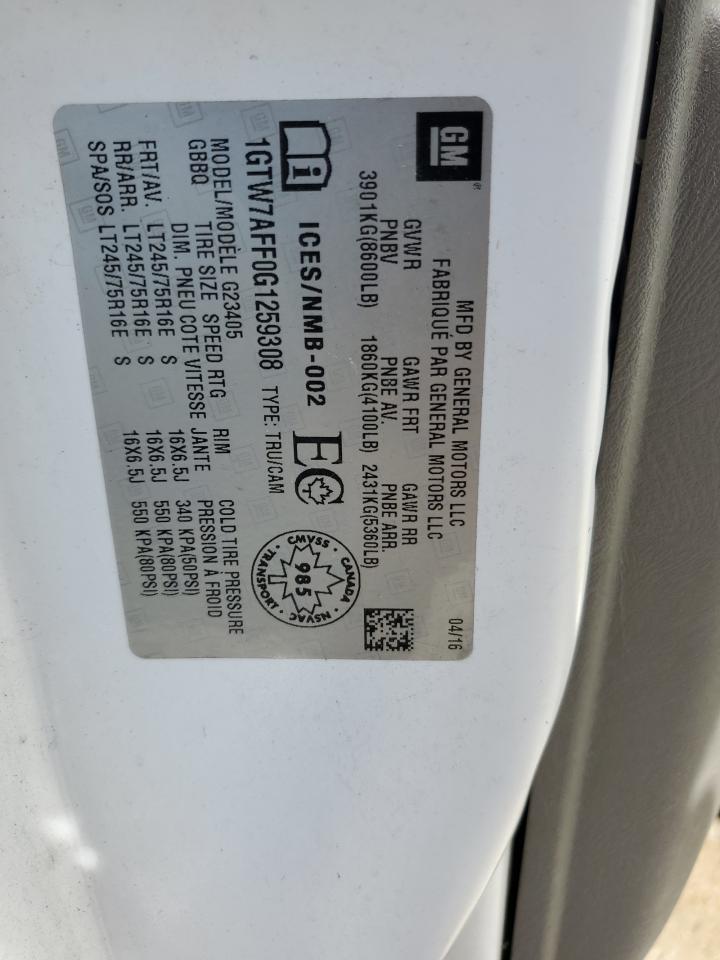 GM
®
MFD BY GENERAL MOTORS LLC 04/16
FABRIQUÉ PAR GENERAL MOTORS LLC
GVWR GAWR FRT GAWR RR
PNBV PNBE AV. PNBE ARR.
3901KG(8600LB) 1860KG(4100LB) 2431KG(5360LB)
i ICES/NMB-002 EC
CMVSS · CANADA · NSVAC · TRANSPORT ·
985
1GTW7AFF0G1259308 TYPE: TRU/CAM
MODEL/MODÈLE G23405
GBBQ TIRE SIZE SPEED RTG RIM COLD TIRE PRESSURE
DIM. PNEU COTE VITESSE JANTE PRESSION À FROID
FRT/AV. LT245/75R16E S 16X6.5J 340 KPA(50PSI)
RR/ARR. LT245/75R16E S 16X6.5J 550 KPA(80PSI)
SPA/SOS LT245/75R16E S 16X6.5J 550 KPA(80PSI)